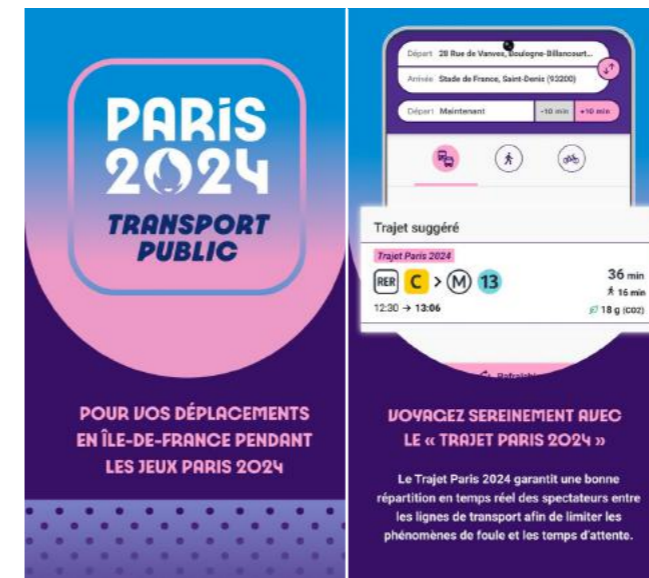 PARIS
2024
TRANSPORT
PUBLIC
POUR VOS DÉPLACEMENTS
EN ÎLE-DE-FRANCE PENDANT
LES JEUX PARIS 2024
Départ 28 Rue de Vanves, Boulogne-Billancourt...
Arrivée Stade de France, Saint-Denis (93200)
Départ Maintenant -10 min +10 min
Trajet suggéré
Trajet Paris 2024
RER C > M 13 36 min
16 min
12:30 → 13:06 18 g (CO2)
VOYAGEZ SEREINEMENT AVEC
LE « TRAJET PARIS 2024 »
Le Trajet Paris 2024 garantit une bonne
répartition en temps réel des spectateurs entre
les lignes de transport afin de limiter les
phénomènes de foule et les temps d'attente.